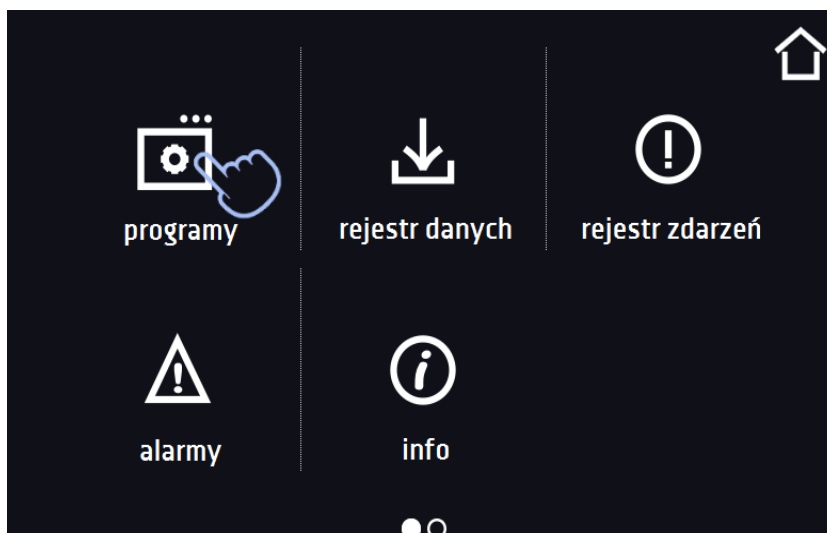 programy
rejestr danych
rejestr zdarzeń
alarmy
info